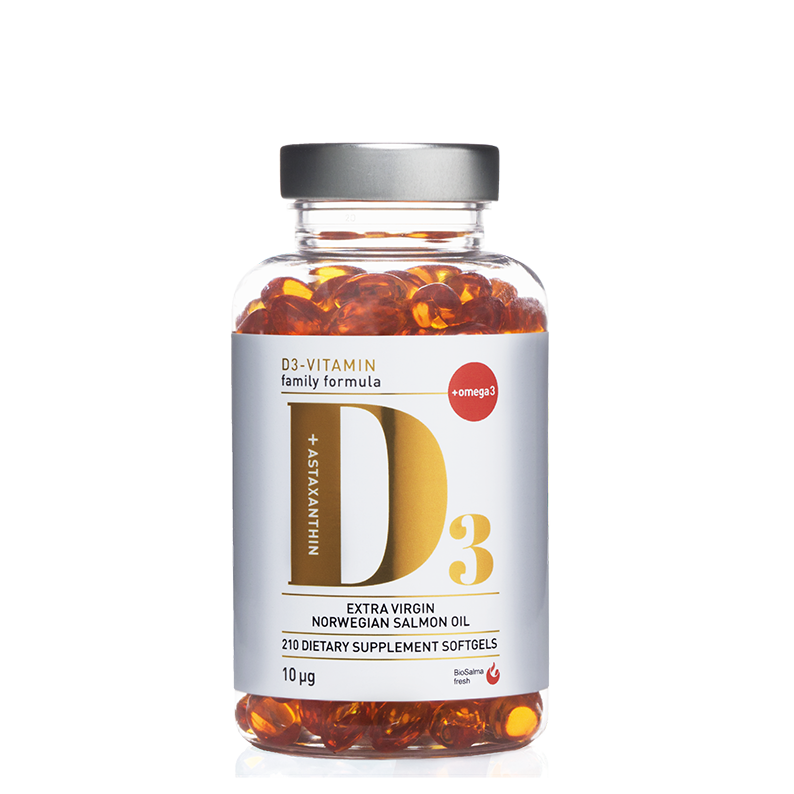 D3-VITAMIN
family formula
+omega3
+ ASTAXANTHIN
D3
EXTRA VIRGIN
NORWEGIAN SALMON OIL
210 DIETARY SUPPLEMENT SOFTGELS
10 µg
BioSalma
fresh